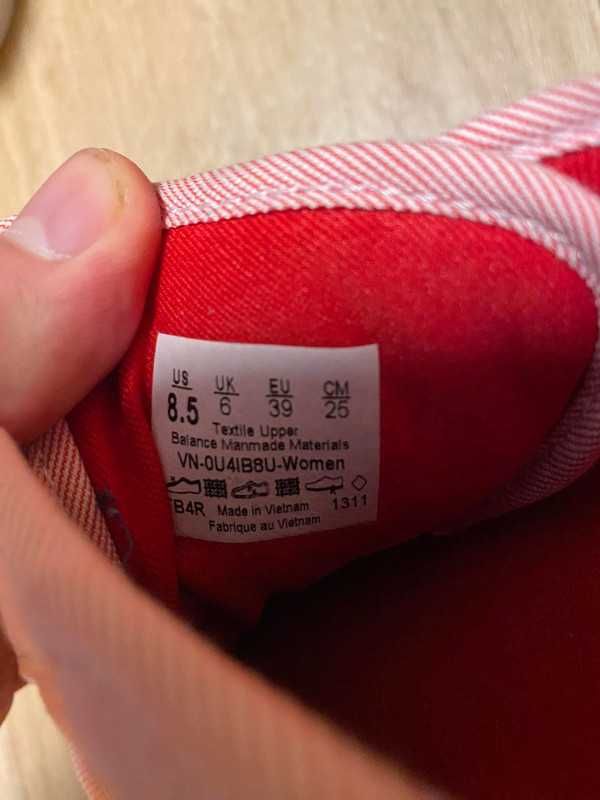 US UK EU CM
8.5 6 39 25
Textile Upper
Balance Manmade Materials
VN-0U4IB8U-Women
1311
TB4R Made in Vietnam
Fabrique au Vietnam